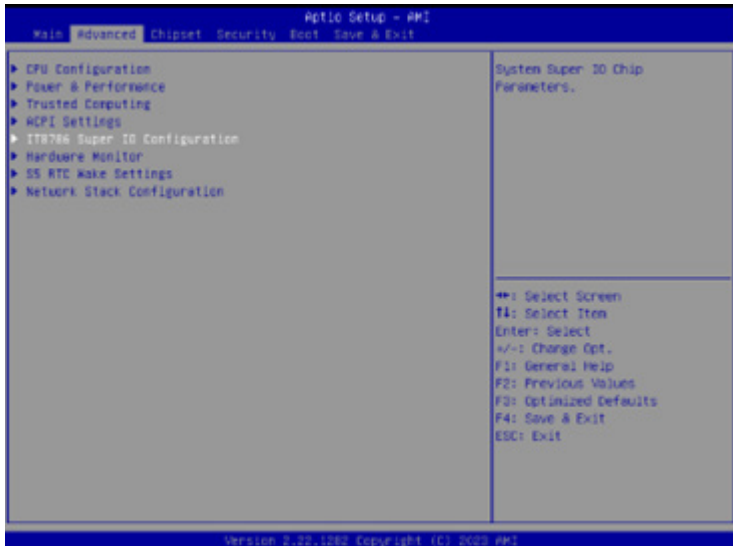 Aptio Setup - AMI
Main Advanced Chipset Security Boot Save & Exit
▶ CPU Configuration
▶ Power & Performance
▶ Trusted Computing
▶ ACPI Settings
▶ IT8786 Super IO Configuration
▶ Hardware Monitor
▶ S5 RTC Wake Settings
▶ Network Stack Configuration
System Super IO Chip
Parameters.
→←: Select Screen
↑↓: Select Item
Enter: Select
+/-: Change Opt.
F1: General Help
F2: Previous Values
F3: Optimized Defaults
F4: Save & Exit
ESC: Exit
Version 2.22.1282 Copyright (C) 2023 AMI